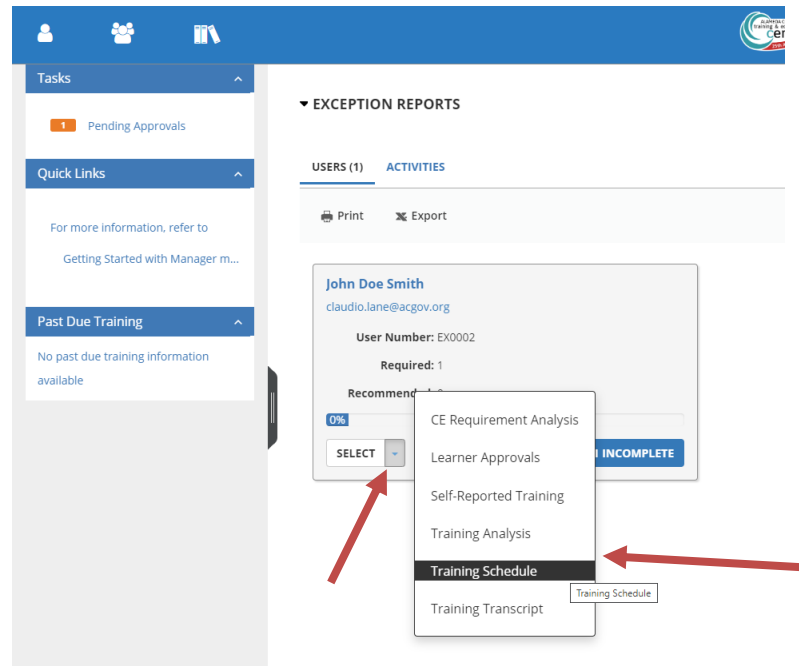 Tasks
1 Pending Approvals
Quick Links
For more information, refer to
Getting Started with Manager m...
Past Due Training
No past due training information
available
EXCEPTION REPORTS
USERS (1) ACTIVITIES
Print Export
John Doe Smith
claudio.lane@acgov.org
User Number: EX0002
Required: 1
Recommend
0%
SELECT
INCOMPLETE
CE Requirement Analysis
Learner Approvals
Self-Reported Training
Training Analysis
Training Schedule
Training Schedule
Training Transcript